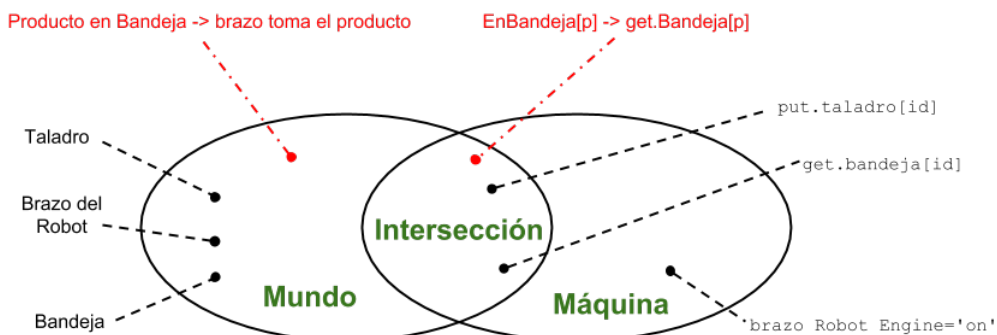 Producto en Bandeja -> brazo toma el producto
EnBandeja[p] -> get.Bandeja[p]
put.taladro[id]
Taladro
get.bandeja[id]
Brazo del
Robot
Intersección
Mundo
Máquina
Bandeja
brazo Robot Engine='on'